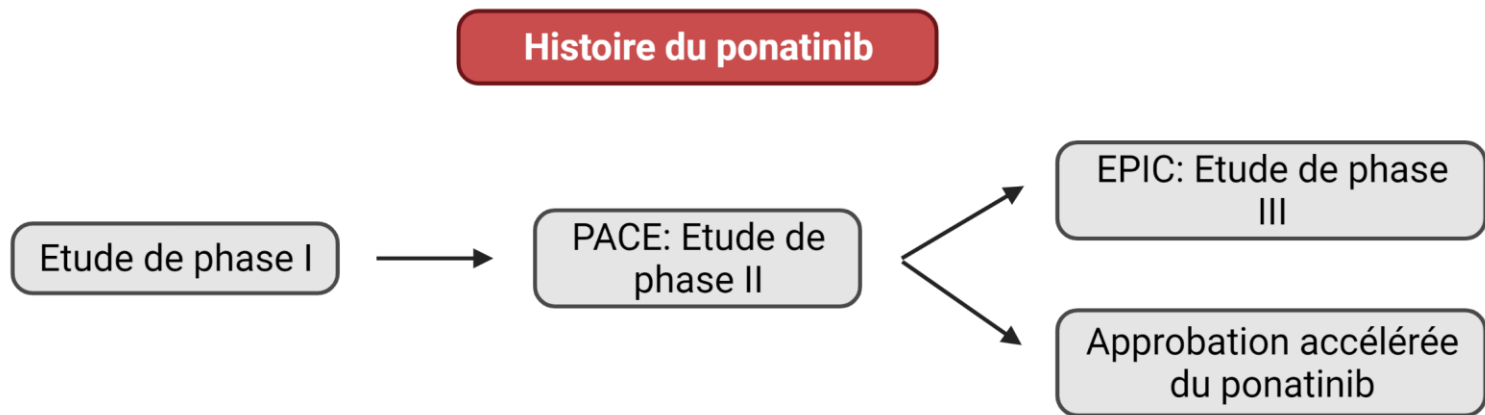 Histoire du ponatinib
Etude de phase I
PACE: Etude de
phase II
EPIC: Etude de phase
III
Approbation accélérée
du ponatinib